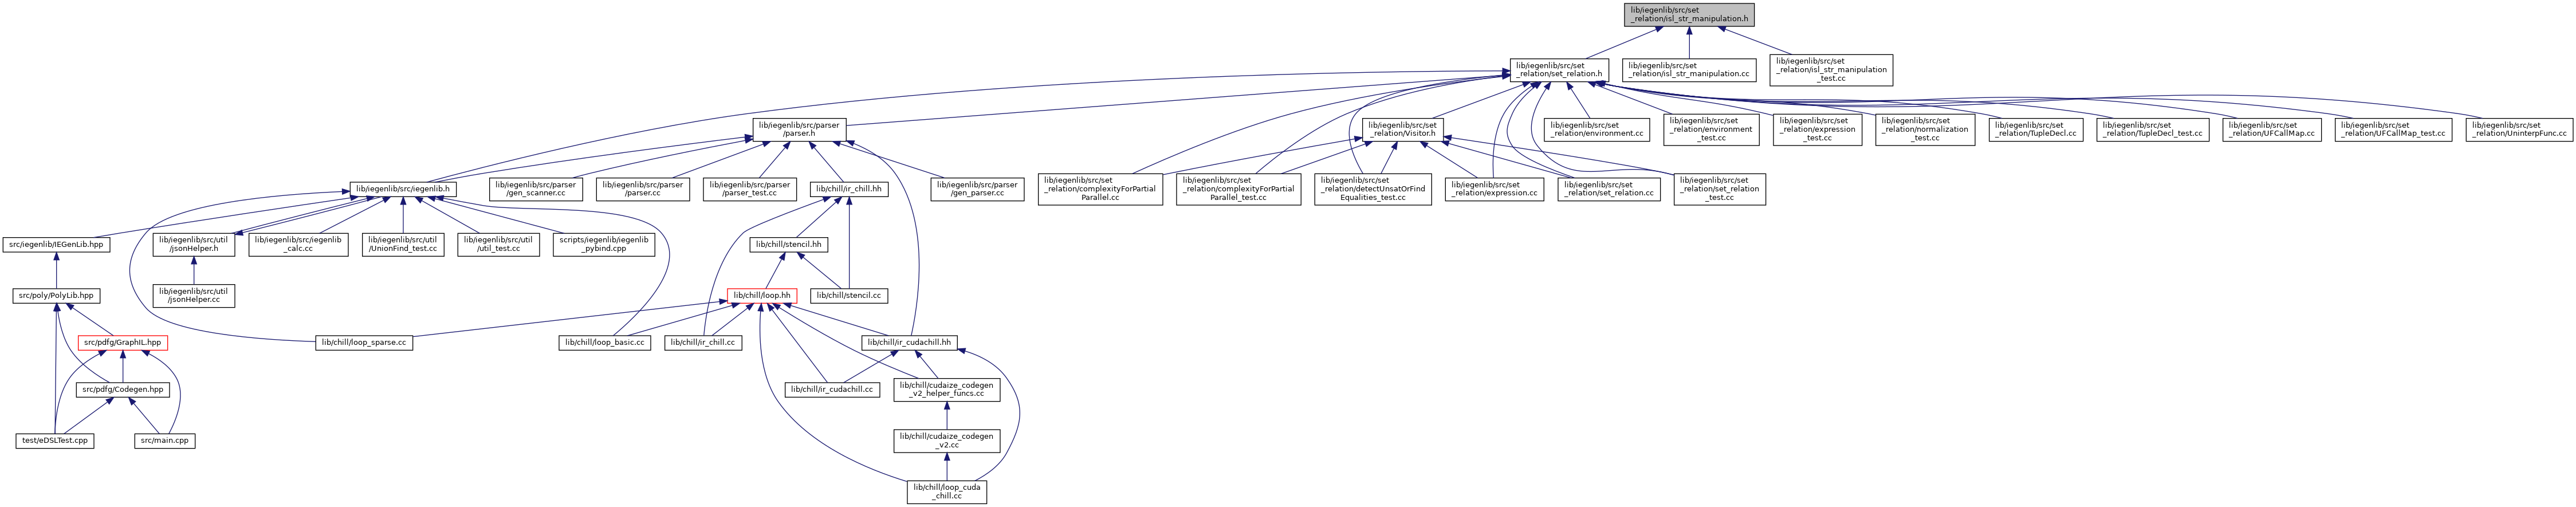 lib/iegenlib/src/set
_relation/isl_str_manipulation.h
lib/iegenlib/src/set
_relation/set_relation.h
lib/iegenlib/src/set
_relation/isl_str_manipulation.cc
lib/iegenlib/src/set
_relation/isl_str_manipulation
_test.cc
lib/iegenlib/src/parser
/parser.h
lib/iegenlib/src/set
_relation/Visitor.h
lib/iegenlib/src/set
_relation/environment.cc
lib/iegenlib/src/set
_relation/environment
_test.cc
lib/iegenlib/src/set
_relation/expression
_test.cc
lib/iegenlib/src/set
_relation/normalization
_test.cc
lib/iegenlib/src/set
_relation/TupleDecl.cc
lib/iegenlib/src/set
_relation/TupleDecl_test.cc
lib/iegenlib/src/set
_relation/UFCallMap.cc
lib/iegenlib/src/set
_relation/UFCallMap_test.cc
lib/iegenlib/src/set
_relation/UninterpFunc.cc
lib/iegenlib/src/iegenlib.h
lib/iegenlib/src/parser
/gen_scanner.cc
lib/iegenlib/src/parser
/parser.cc
lib/iegenlib/src/parser
/parser_test.cc
lib/chill/ir_chill.hh
lib/iegenlib/src/parser
/gen_parser.cc
lib/iegenlib/src/set
_relation/complexityForPartial
Parallel.cc
lib/iegenlib/src/set
_relation/complexityForPartial
Parallel_test.cc
lib/iegenlib/src/set
_relation/detectUnsatOrFind
Equalities_test.cc
lib/iegenlib/src/set
_relation/expression.cc
lib/iegenlib/src/set
_relation/set_relation.cc
lib/iegenlib/src/set
_relation/set_relation
_test.cc
src/iegenlib/IEGenLib.hpp
lib/iegenlib/src/util
/jsonHelper.h
lib/iegenlib/src/iegenlib
_calc.cc
lib/iegenlib/src/util
/UnionFind_test.cc
lib/iegenlib/src/util
/util_test.cc
scripts/iegenlib/iegenlib
_pybind.cpp
lib/chill/stencil.hh
src/poly/PolyLib.hpp
lib/iegenlib/src/util
/jsonHelper.cc
lib/chill/loop.hh
lib/chill/stencil.cc
src/pdfg/GraphIL.hpp
lib/chill/loop_sparse.cc
lib/chill/loop_basic.cc
lib/chill/ir_chill.cc
lib/chill/ir_cudachill.hh
src/pdfg/Codegen.hpp
lib/chill/ir_cudachill.cc
lib/chill/cudaize_codegen
_v2_helper_funcs.cc
test/eDSLTest.cpp
src/main.cpp
lib/chill/cudaize_codegen
_v2.cc
lib/chill/loop_cuda
_chill.cc